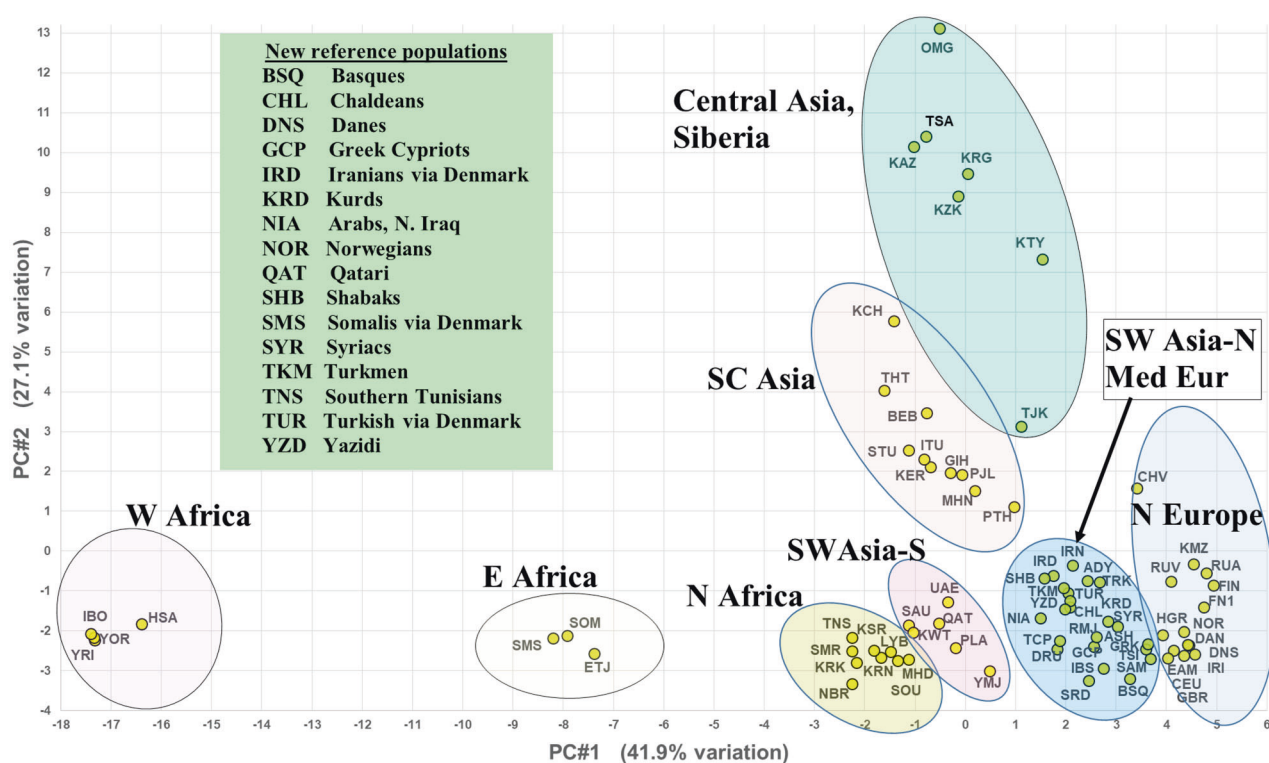 New reference populations
BSQ Basques
CHL Chaldeans
DNS Danes
GCP Greek Cypriots
IRD Iranians via Denmark
KRD Kurds
NIA Arabs, N. Iraq
NOR Norwegians
QAT Qatari
SHB Shabaks
SMS Somalis via Denmark
SYR Syriacs
TKM Turkmen
TNS Southern Tunisians
TUR Turkish via Denmark
YZD Yazidi
Central Asia,
Siberia
OMG
TSA
KAZ
KRG
KZK
KTY
TJK
SC Asia
KCH
THT
BEB
STU
ITU
KER
GIH
PJL
MHN
PTH
SW Asia-N
Med Eur
IRN
IRD
ADY
SHB
TRK
TKM
TUR
YZD
KRD
CHL
SYR
NIA
RMJ
ASH
TCP
GRK
DRU
GCP
TSI
IBS
SAM
SRD
BSQ
N Europe
CHV
KMZ
RUV
RUA
FIN
FN1
HGR
NOR
DAN
DNS
EAM
IRI
CEU
GBR
SWAsia-S
UAE
SAU
QAT
KWT
PLA
YMJ
N Africa
TNS
KSR
LYB
SMR
KRK
KRN
MHD
NBR
SOU
E Africa
SOM
SMS
ETJ
W Africa
IBO
HSA
YOR
YRI
PC#2 (27.1% variation)
13
12
11
10
9
8
7
6
5
4
3
2
1
0
-1
-2
-3
-4
-18 -17 -16 -15 -14 -13 -12 -11 -10 -9 -8 -7 -6 -5 -4 -3 -2 -1 0 1 2 3 4 5 6
PC#1 (41.9% variation)